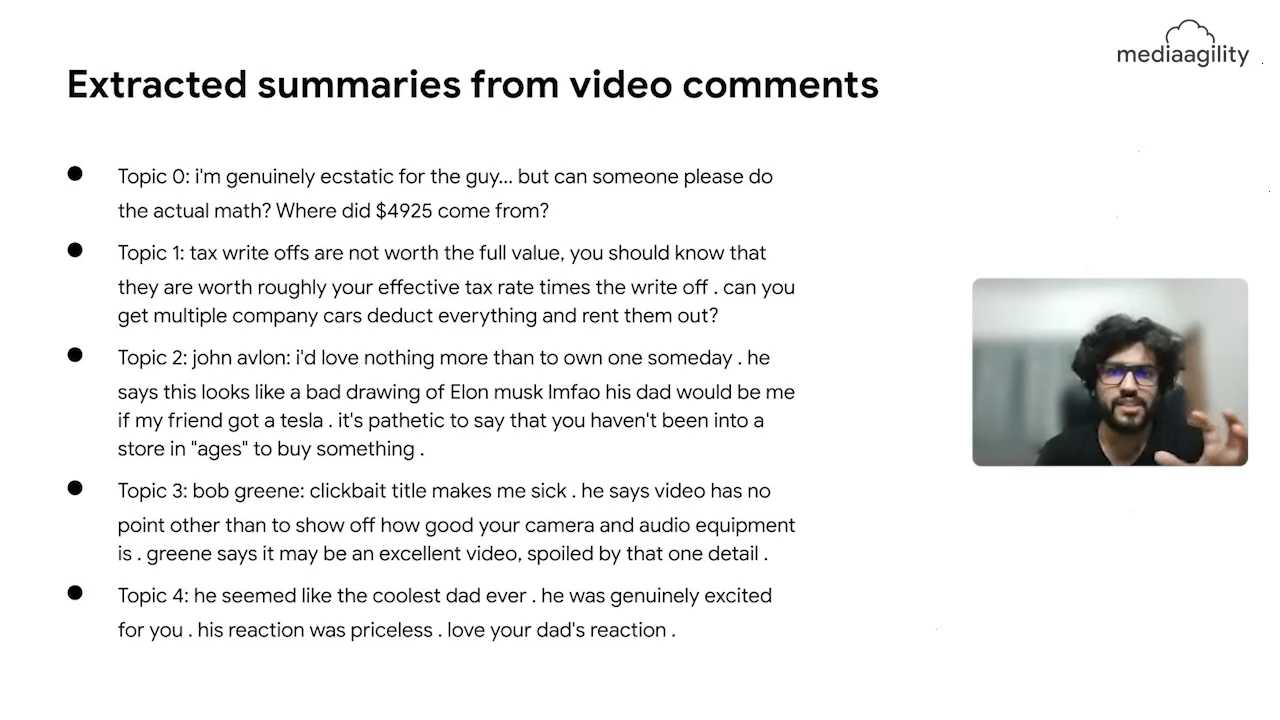 mediaagility
Extracted summaries from video comments
● Topic 0: i'm genuinely ecstatic for the guy... but can someone please do
the actual math? Where did $4925 come from?
● Topic 1: tax write offs are not worth the full value, you should know that
they are worth roughly your effective tax rate times the write off . can you
get multiple company cars deduct everything and rent them out?
● Topic 2: john avlon: i'd love nothing more than to own one someday . he
says this looks like a bad drawing of Elon musk lmfao his dad would be me
if my friend got a tesla . it's pathetic to say that you haven't been into a
store in "ages" to buy something .
● Topic 3: bob greene: clickbait title makes me sick . he says video has no
point other than to show off how good your camera and audio equipment
is . greene says it may be an excellent video, spoiled by that one detail .
● Topic 4: he seemed like the coolest dad ever . he was genuinely excited
for you . his reaction was priceless . love your dad's reaction .